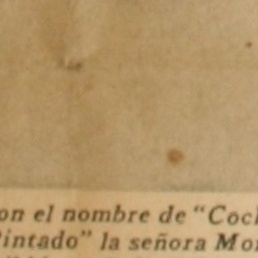 on el nombre de "Coc
Pintado" la señora Mo